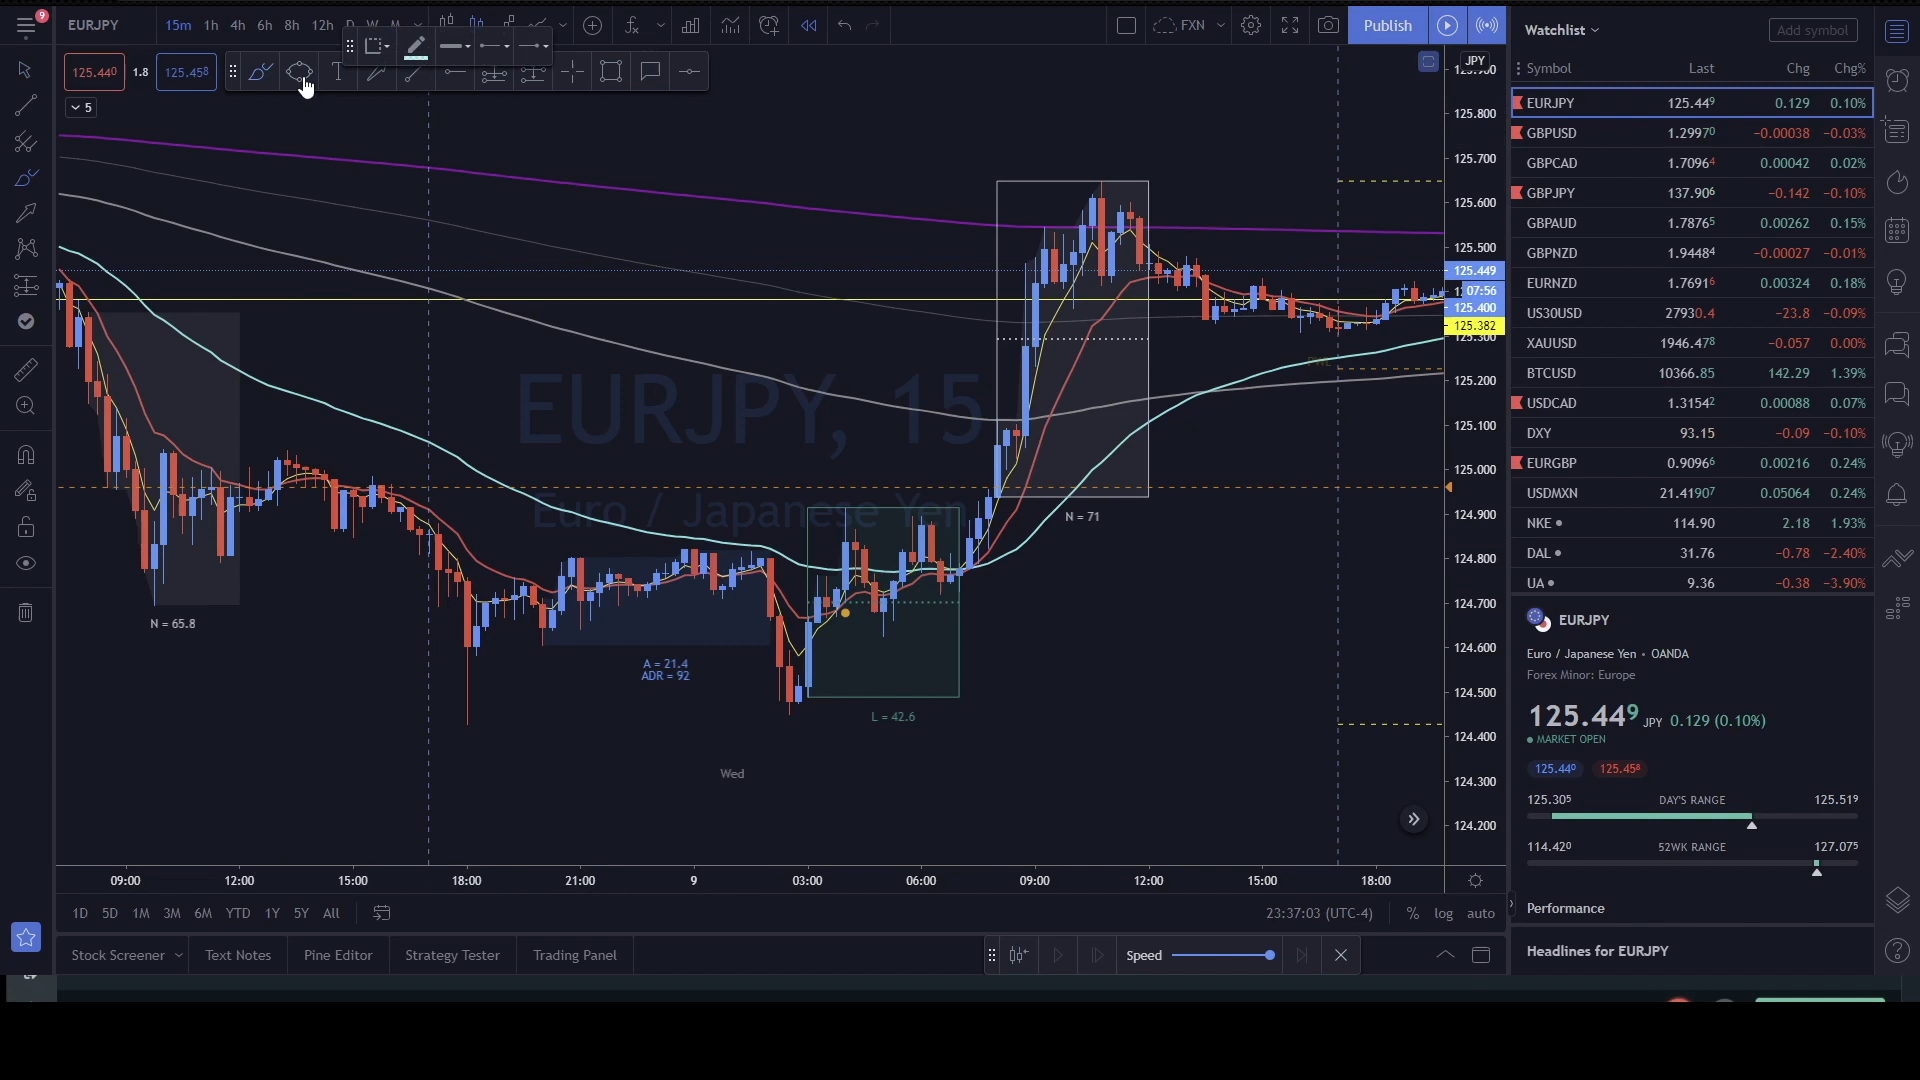 9
EURJPY
15m 1h 4h 6h 8h 12h D W M
FXN
Publish
125.440 1.8 125.458
5
JPY
125.800
125.700
125.600
125.500
125.449
07:56
125.400
125.382
125.300
125.200
125.100
125.000
124.900
124.800
124.700
124.600
124.500
124.400
124.300
124.200
EURJPY, 15
Euro / Japanese Yen
N = 65.8
A = 21.4
ADR = 92
L = 42.6
N = 71
Wed
09:00 12:00 15:00 18:00 21:00 9 03:00 06:00 09:00 12:00 15:00 18:00
1D 5D 1M 3M 6M YTD 1Y 5Y All
23:37:03 (UTC-4) % log auto
Stock Screener Text Notes Pine Editor Strategy Tester Trading Panel
Speed
Watchlist
Add symbol
Symbol Last Chg Chg%
EURJPY 125.449 0.129 0.10%
GBPUSD 1.29970 −0.00038 −0.03%
GBPCAD 1.70964 0.00042 0.02%
GBPJPY 137.906 −0.142 −0.10%
GBPAUD 1.78765 0.00262 0.15%
GBPNZD 1.94484 −0.00027 −0.01%
EURNZD 1.76916 0.00324 0.18%
US30USD 27930.4 −23.8 −0.09%
XAUUSD 1946.478 −0.057 0.00%
BTCUSD 10366.85 142.29 1.39%
USDCAD 1.31542 0.00088 0.07%
DXY 93.15 −0.09 −0.10%
EURGBP 0.90966 0.00216 0.24%
USDMXN 21.41907 0.05064 0.24%
NKE 114.90 2.18 1.93%
DAL 31.76 −0.78 −2.40%
UA 9.36 −0.38 −3.90%
EURJPY
Euro / Japanese Yen • OANDA
Forex Minor: Europe
125.449 JPY 0.129 (0.10%)
MARKET OPEN
125.440 125.458
125.305 DAY'S RANGE 125.519
114.420 52WK RANGE 127.075
Performance
Headlines for EURJPY